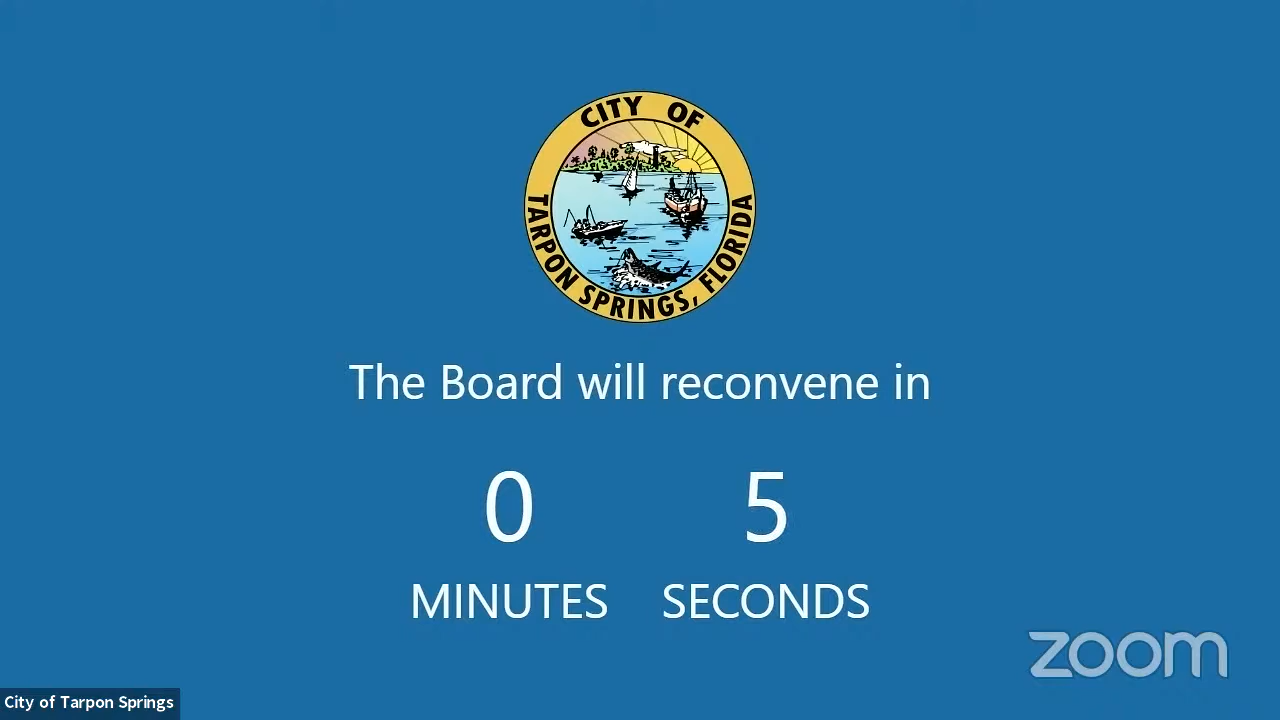 CITY OF
TARPON SPRINGS, FLORIDA
The Board will reconvene in
0 5
MINUTES SECONDS
zoom
City of Tarpon Springs